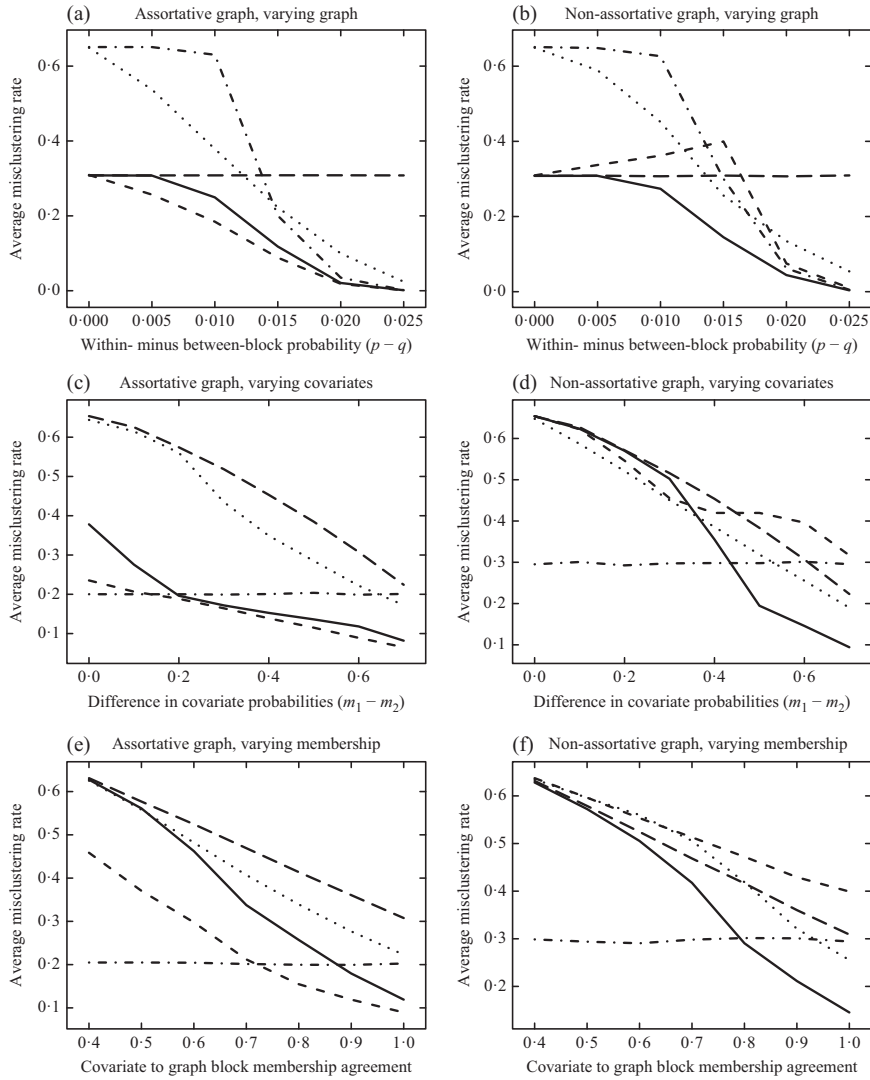 (a) Assortative graph, varying graph
Average misclustering rate
0·6
0·4
0·2
0·0
0·000 0·005 0·010 0·015 0·020 0·025
Within- minus between-block probability (p − q)
(b) Non-assortative graph, varying graph
Average misclustering rate
0·6
0·4
0·2
0·0
0·000 0·005 0·010 0·015 0·020 0·025
Within- minus between-block probability (p − q)
(c) Assortative graph, varying covariates
Average misclustering rate
0·6
0·5
0·4
0·3
0·2
0·1
0·0 0·2 0·4 0·6
Difference in covariate probabilities (m1 − m2)
(d) Non-assortative graph, varying covariates
Average misclustering rate
0·6
0·5
0·4
0·3
0·2
0·1
0·0 0·2 0·4 0·6
Difference in covariate probabilities (m1 − m2)
(e) Assortative graph, varying membership
Average misclustering rate
0·6
0·5
0·4
0·3
0·2
0·1
0·4 0·5 0·6 0·7 0·8 0·9 1·0
Covariate to graph block membership agreement
(f) Non-assortative graph, varying membership
Average misclustering rate
0·6
0·5
0·4
0·3
0·2
0·4 0·5 0·6 0·7 0·8 0·9 1·0
Covariate to graph block membership agreement